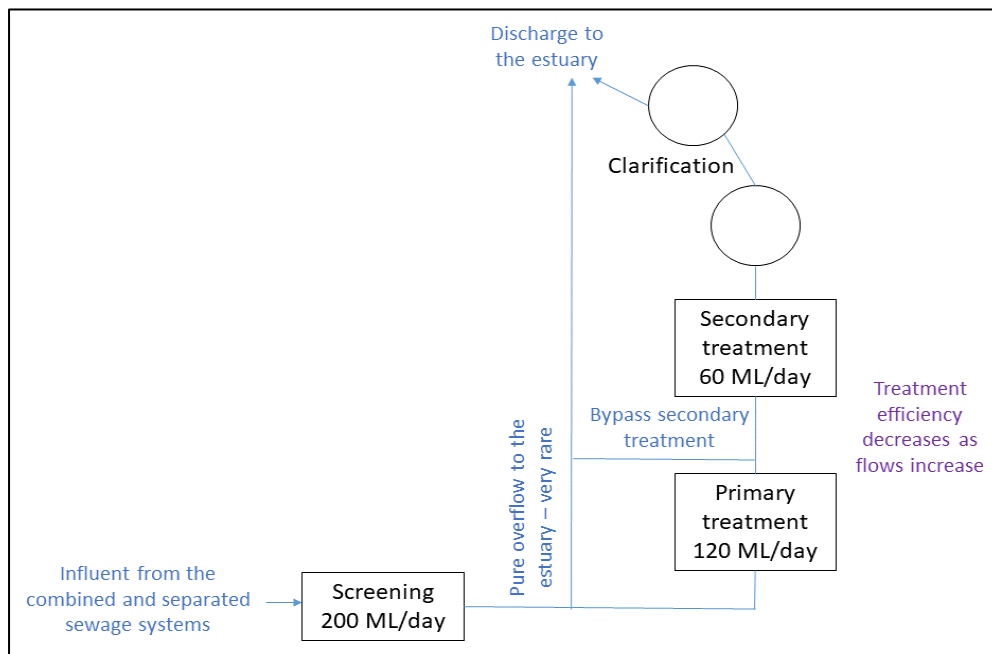 Discharge to
the estuary
Clarification
Secondary
treatment
60 ML/day
Treatment
efficiency
decreases as
flows increase
Bypass secondary
treatment
Pure overflow to the
estuary – very rare
Primary
treatment
120 ML/day
Influent from the
combined and separated
sewage systems
Screening
200 ML/day